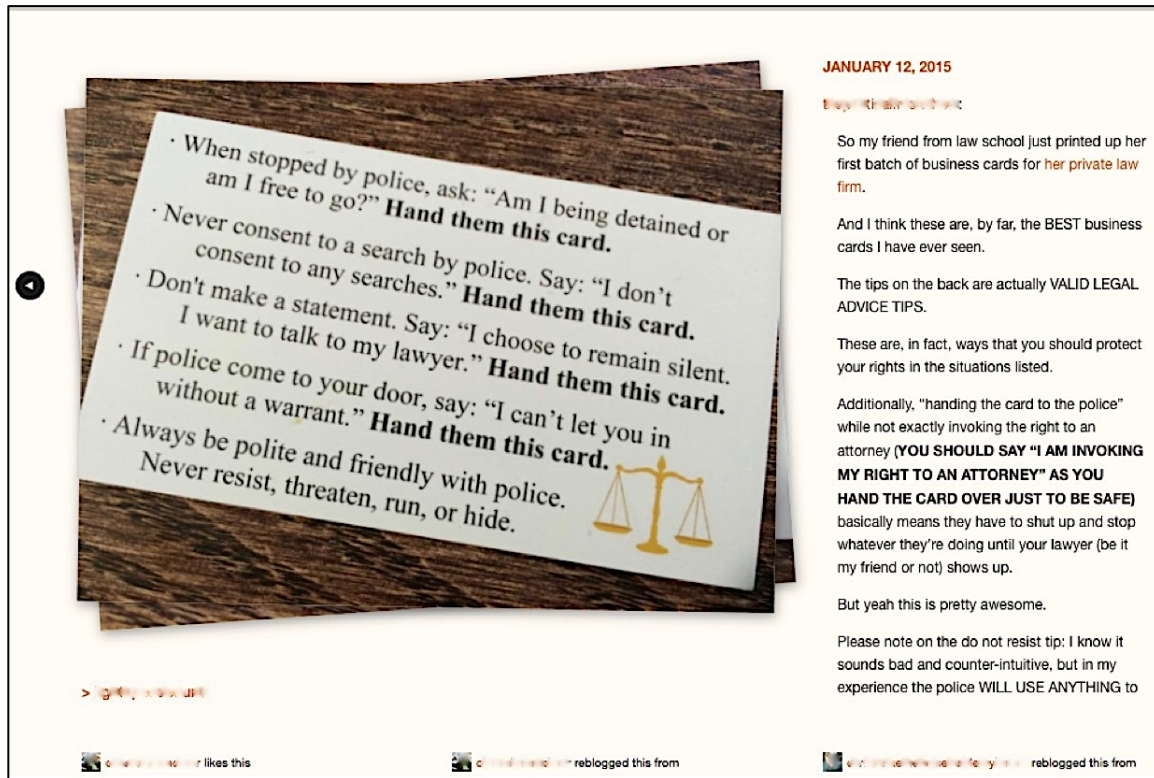 · When stopped by police, ask: “Am I being detained or
am I free to go?” Hand them this card.
· Never consent to a search by police. Say: “I don’t
consent to any searches.” Hand them this card.
· Don't make a statement. Say: “I choose to remain silent.
I want to talk to my lawyer.” Hand them this card.
· If police come to your door, say: “I can’t let you in
without a warrant.” Hand them this card.
· Always be polite and friendly with police.
Never resist, threaten, run, or hide.
JANUARY 12, 2015
So my friend from law school just printed up her
first batch of business cards for her private law
firm.
And I think these are, by far, the BEST business
cards I have ever seen.
The tips on the back are actually VALID LEGAL
ADVICE TIPS.
These are, in fact, ways that you should protect
your rights in the situations listed.
Additionally, “handing the card to the police”
while not exactly invoking the right to an
attorney (YOU SHOULD SAY “I AM INVOKING
MY RIGHT TO AN ATTORNEY” AS YOU
HAND THE CARD OVER JUST TO BE SAFE)
basically means they have to shut up and stop
whatever they’re doing until your lawyer (be it
my friend or not) shows up.
But yeah this is pretty awesome.
Please note on the do not resist tip: I know it
sounds bad and counter-intuitive, but in my
experience the police WILL USE ANYTHING to
>
likes this
reblogged this from
reblogged this from